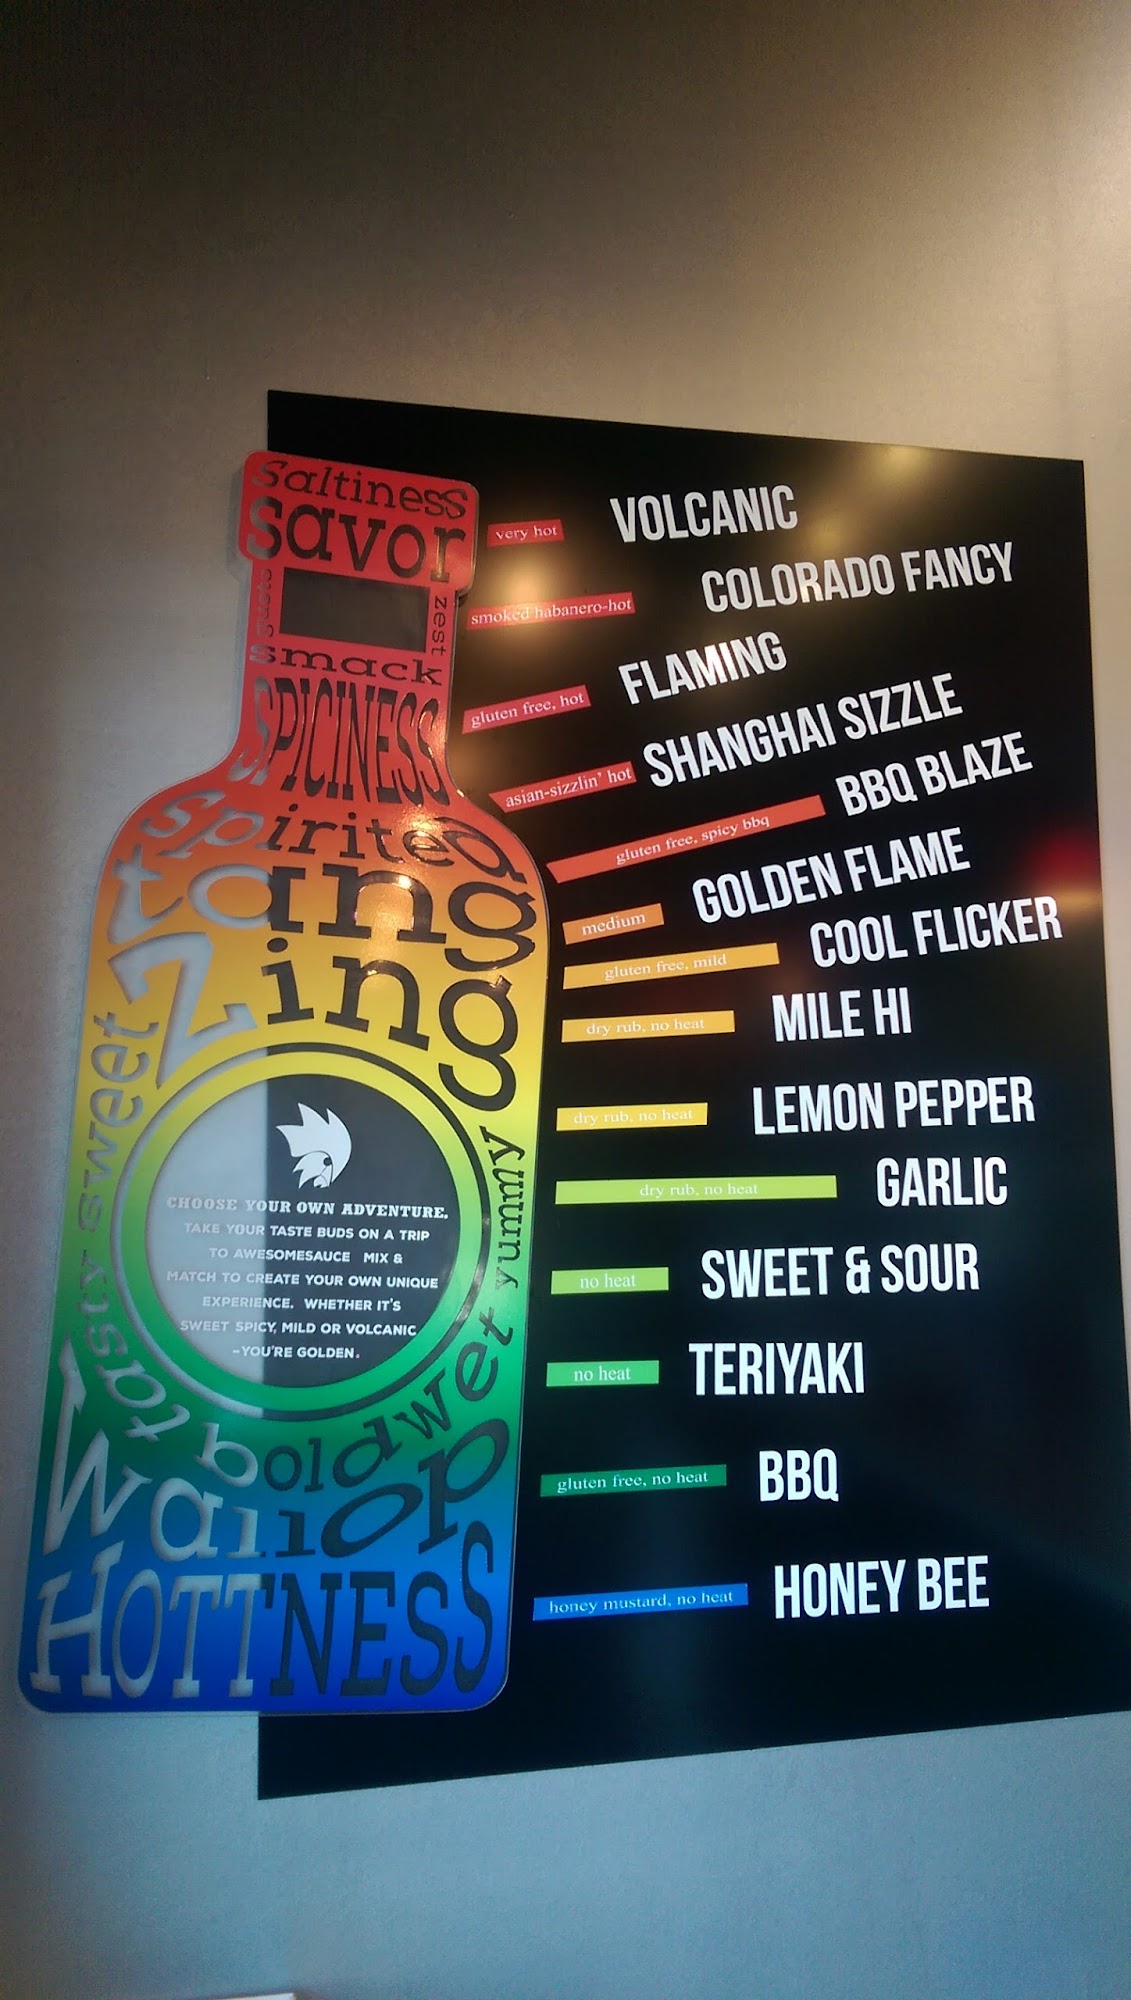 Saltiness
savor
zest
smack
SPICINESS
spirited
tang
Zing
sweet
yummy
CHOOSE YOUR OWN ADVENTURE.
TAKE YOUR TASTE BUDS ON A TRIP
TO AWESOMESAUCE MIX &
MATCH TO CREATE YOUR OWN UNIQUE
EXPERIENCE. WHETHER IT'S
SWEET SPICY, MILD OR VOLCANIC
-YOU'RE GOLDEN.
tasty
bold
wet
wallop
HOTTNESS
very hot VOLCANIC
smoked habanero-hot COLORADO FANCY
gluten free, hot FLAMING
asian-sizzlin' hot SHANGHAI SIZZLE
gluten free, spicy bbq BBQ BLAZE
medium GOLDEN FLAME
gluten free, mild COOL FLICKER
dry rub, no heat MILE HI
dry rub, no heat LEMON PEPPER
dry rub, no heat GARLIC
no heat SWEET & SOUR
no heat TERIYAKI
gluten free, no heat BBQ
honey mustard, no heat HONEY BEE